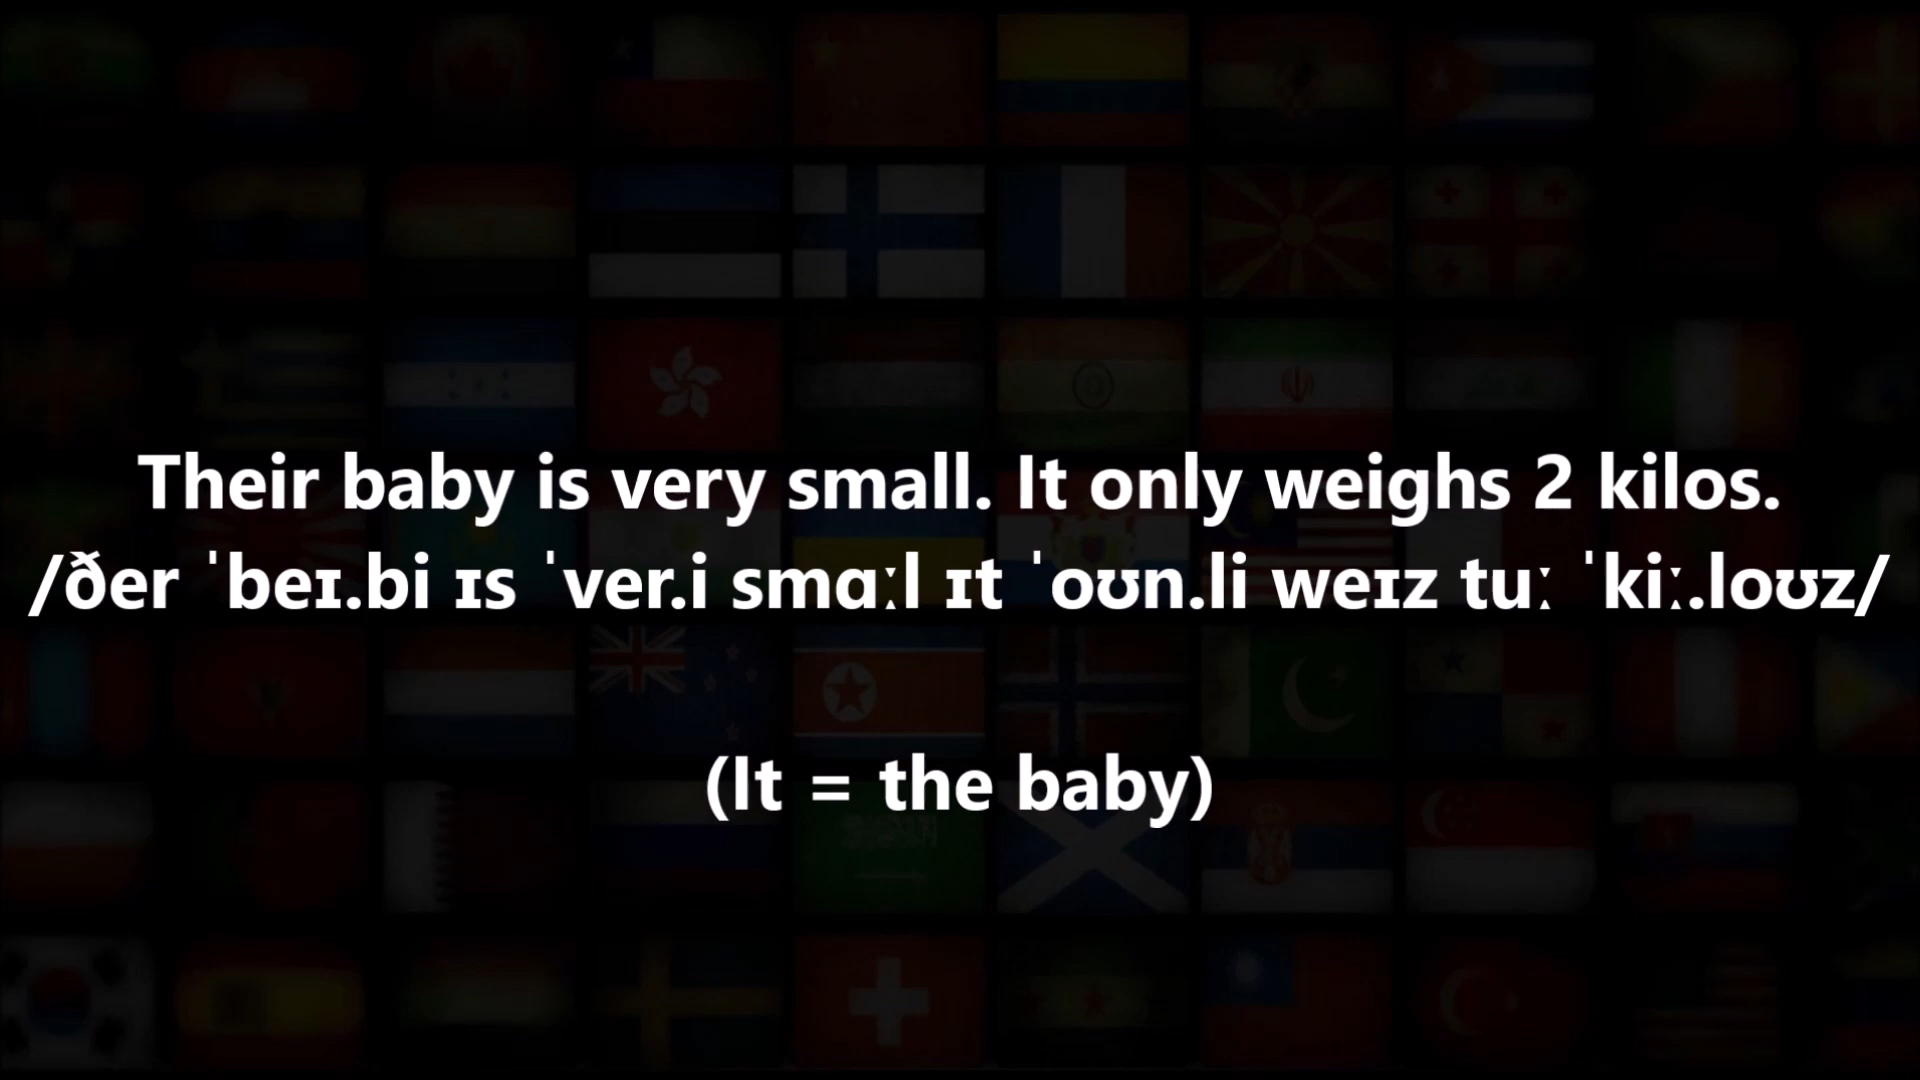 Their baby is very small. It only weighs 2 kilos.
/ðer ˈbeɪ.bi ɪs ˈver.i smɑːl ɪt ˈoʊn.li weɪz tuː ˈkiː.loʊz/
(It = the baby)